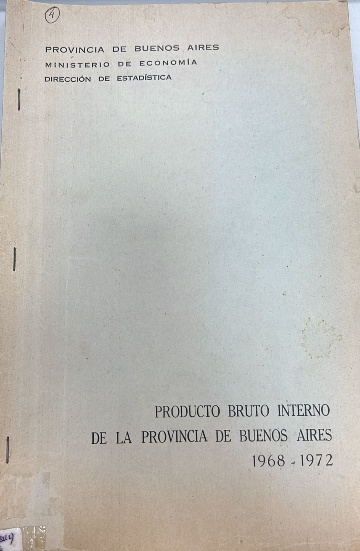 4
PROVINCIA DE BUENOS AIRES
MINISTERIO DE ECONOMÍA
DIRECCIÓN DE ESTADÍSTICA
PRODUCTO BRUTO INTERNO
DE LA PROVINCIA DE BUENOS AIRES
1968 - 1972